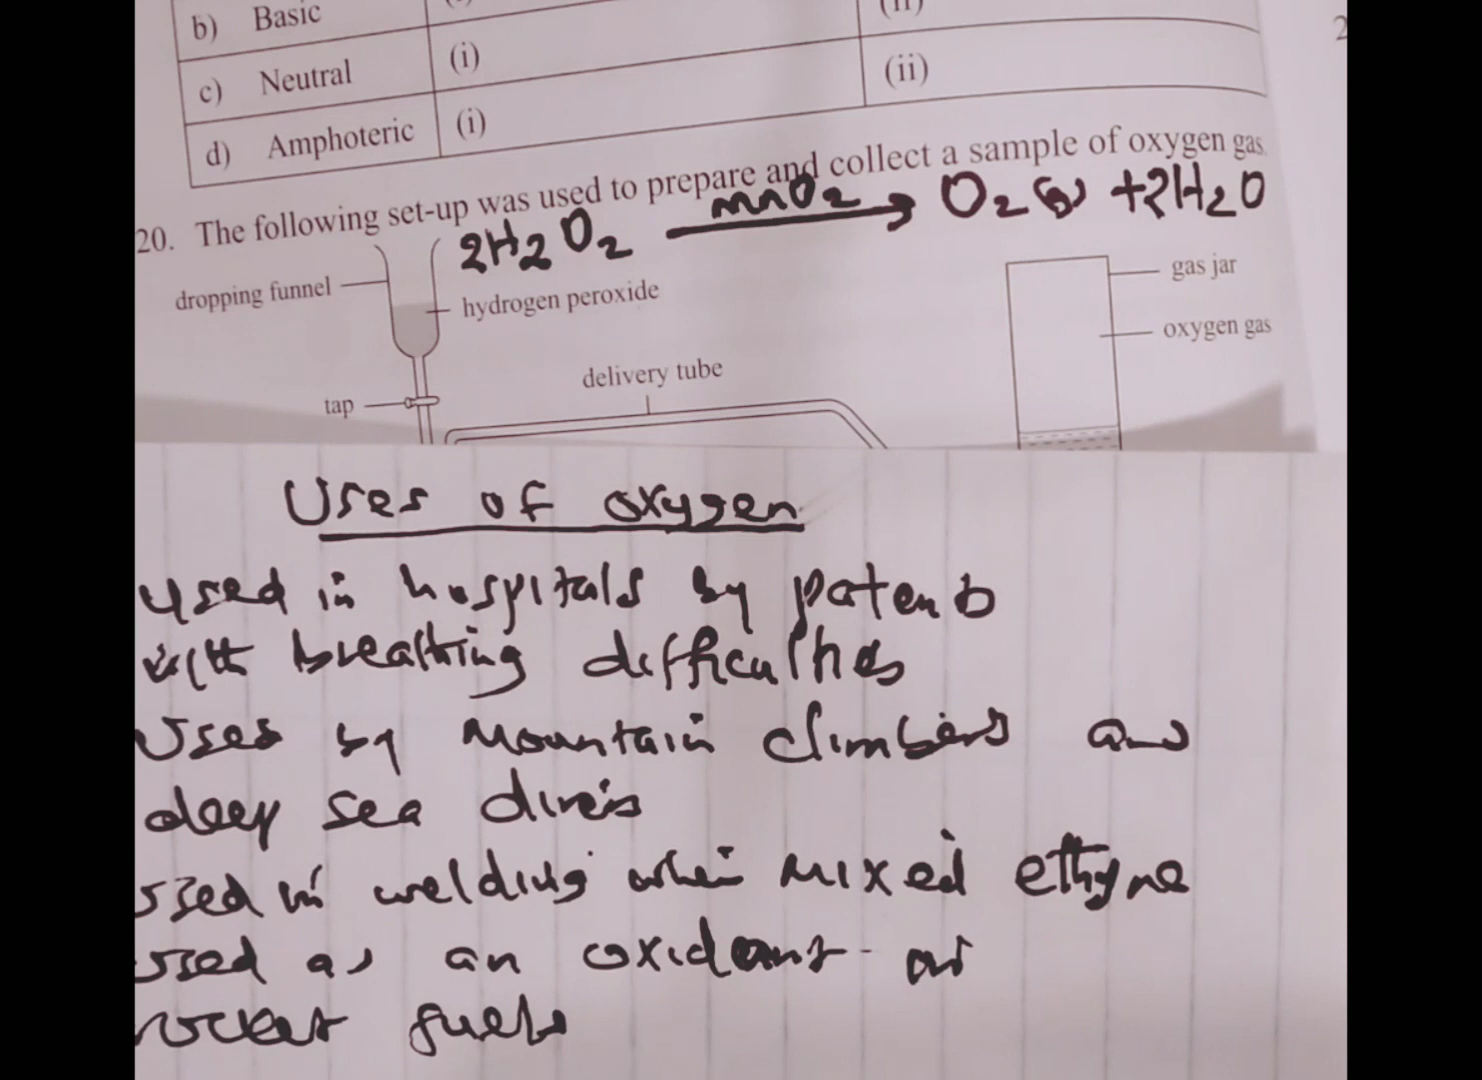 b) Basic
(ii)
c) Neutral (i) (ii)
d) Amphoteric (i)
2
20. The following set-up was used to prepare and collect a sample of oxygen gas.
2H2O2 MnO2 → O2(g) + 2H2O
dropping funnel
hydrogen peroxide
gas jar
oxygen gas
delivery tube
tap
Uses of oxygen
used in hospitals by patents
with breathing difficulties
Used by mountain climbers and
deep sea divers
used in welding when mixed ethyne
used as an oxidant
rocket fuels